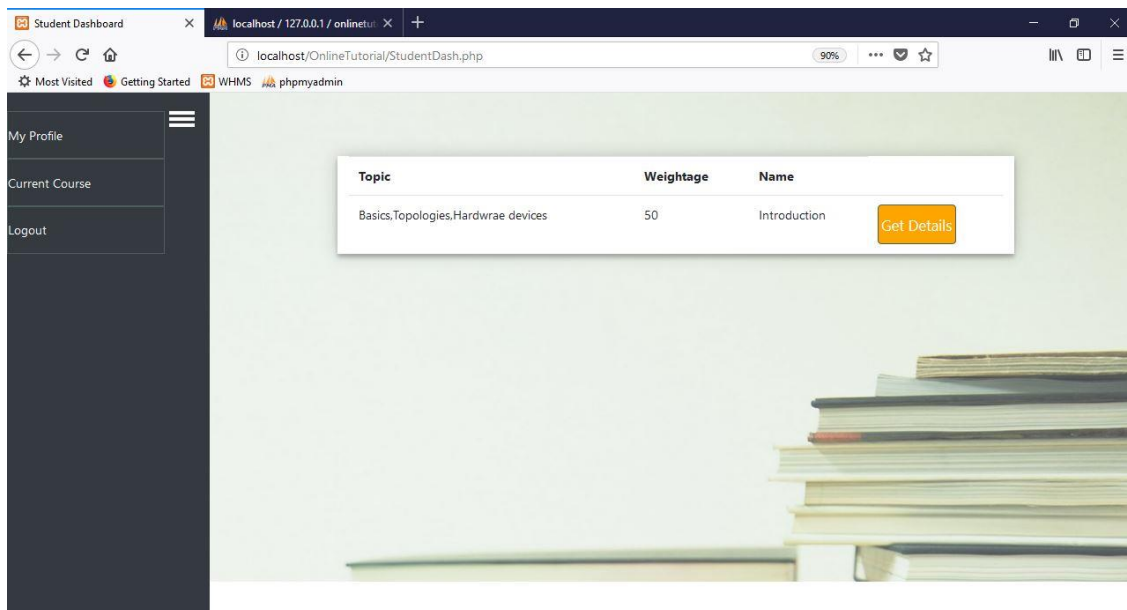 Student Dashboard
localhost / 127.0.0.1 / onlinetut
localhost/OnlineTutorial/StudentDash.php
90%
Most Visited Getting Started WHMS phpmyadmin
My Profile
Current Course
Logout
Topic Weightage Name
Basics,Topologies,Hardwrae devices 50 Introduction Get Details